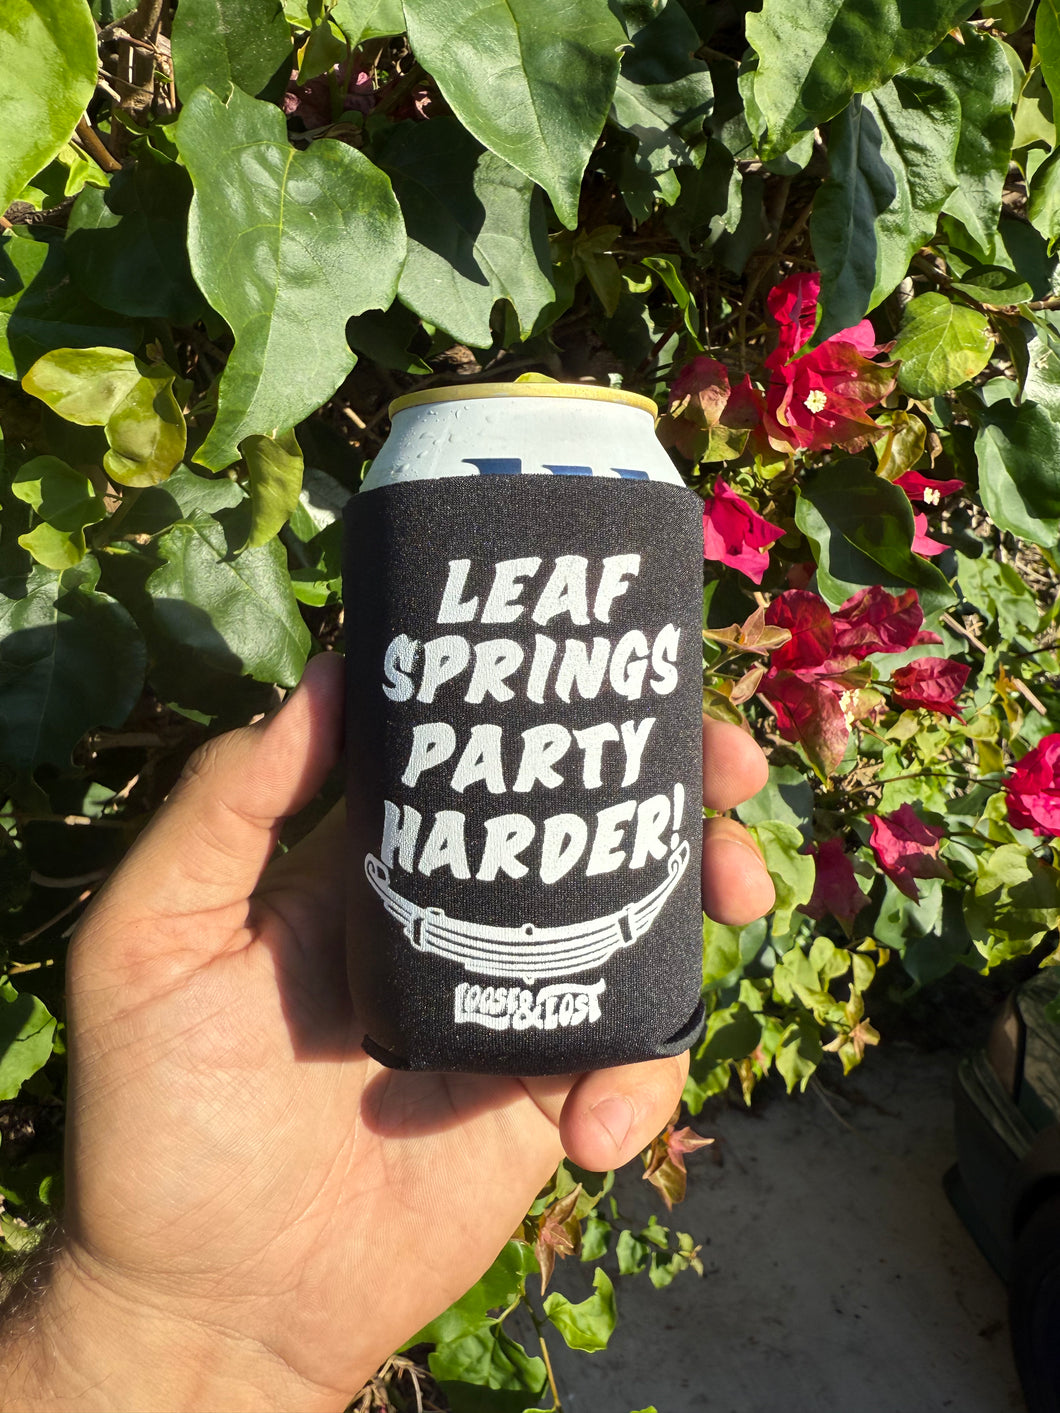 LEAF
SPRINGS
PARTY
HARDER!
LOOSE & LOST